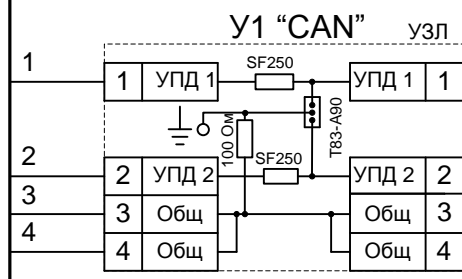 У1 “CAN”
УЗЛ
1
SF250
1 УПД 1
УПД 1 1
100 Ом
T83-A90
2
SF250
2 УПД 2
УПД 2 2
3
3 Общ
Общ 3
4
4 Общ
Общ 4